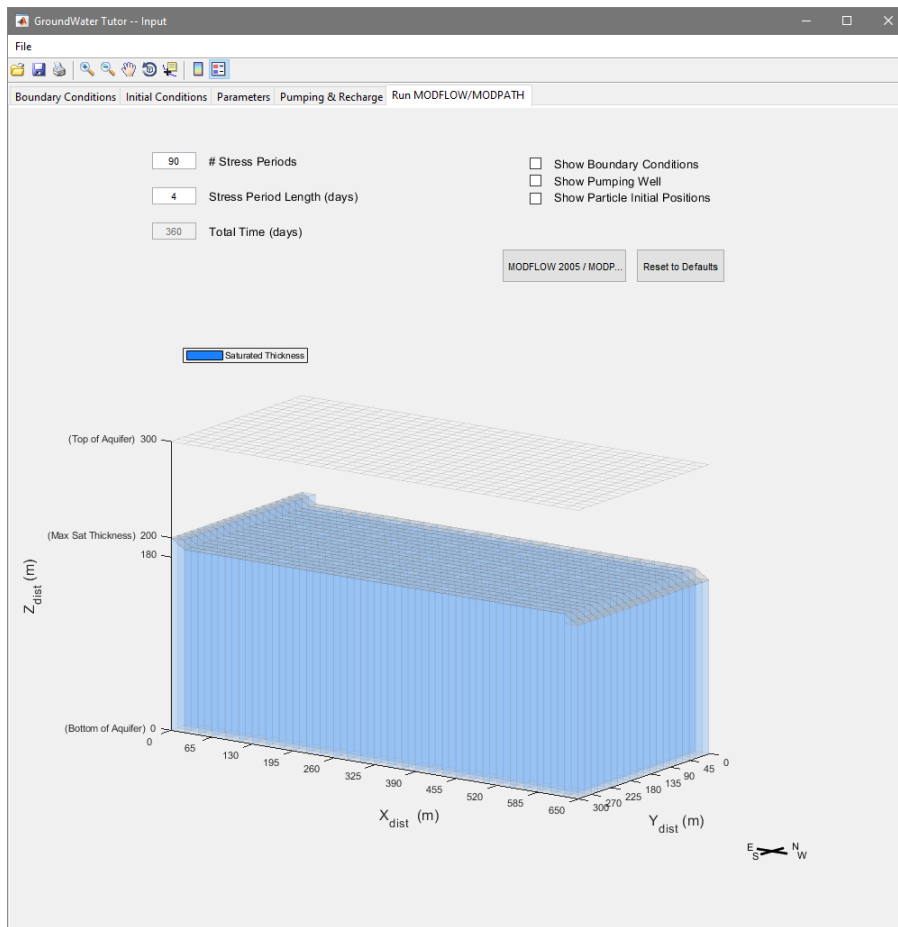 GroundWater Tutor -- Input
File
Boundary Conditions Initial Conditions Parameters Pumping & Recharge Run MODFLOW/MODPATH
90 # Stress Periods
4 Stress Period Length (days)
360 Total Time (days)
Show Boundary Conditions
Show Pumping Well
Show Particle Initial Positions
MODFLOW 2005 / MODP... Reset to Defaults
Saturated Thickness
(Top of Aquifer) 300
(Max Sat Thickness) 200
180
Z_dist (m)
(Bottom of Aquifer) 0
0 65 130 195 260 325 390 455 520 585 650
X_dist (m)
300 270 225 180 135 90 45 0
Y_dist (m)
E N
S W